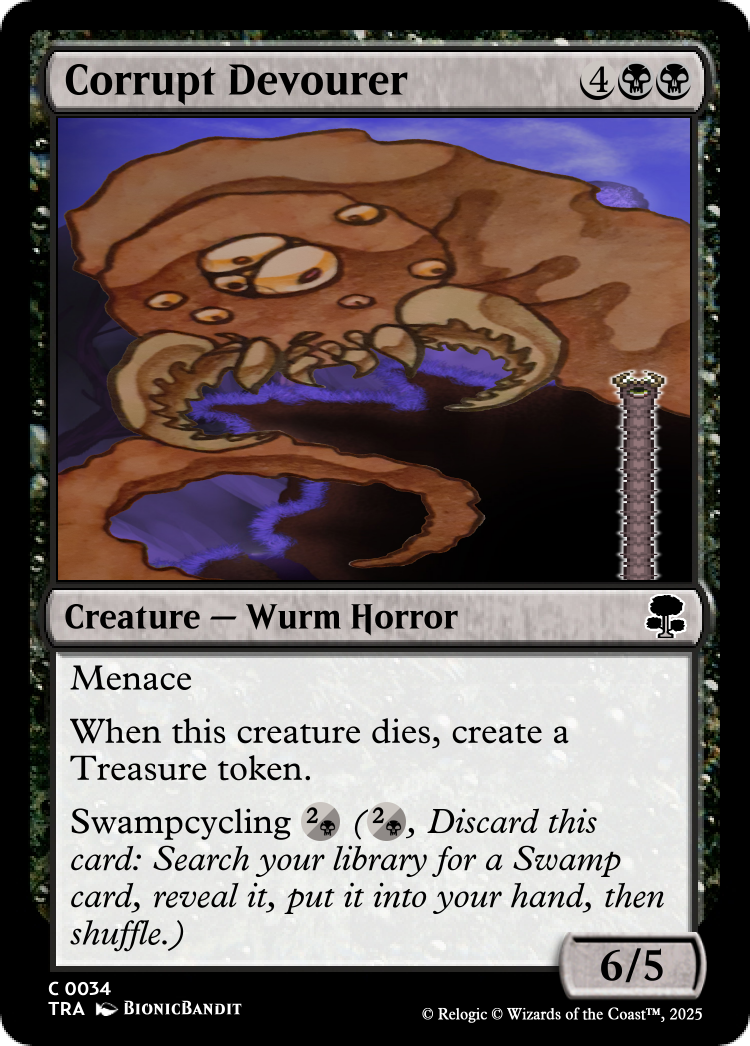 Corrupt Devourer 4
Creature — Wurm Horror
Menace
When this creature dies, create a
Treasure token.
Swampcycling 2 (2, Discard this
card: Search your library for a Swamp
card, reveal it, put it into your hand, then
shuffle.)
6/5
C 0034
TRA BionicBandit
© Relogic © Wizards of the Coast™, 2025